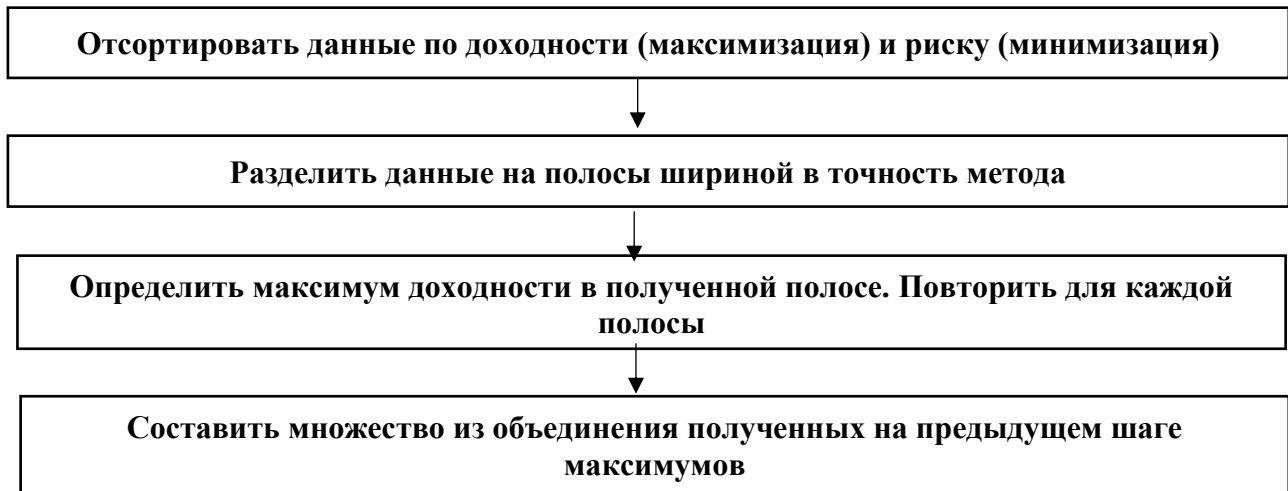 Отсортировать данные по доходности (максимизация) и риску (минимизация)
Разделить данные на полосы шириной в точность метода
Определить максимум доходности в полученной полосе. Повторить для каждой
полосы
Составить множество из объединения полученных на предыдущем шаге
максимумов